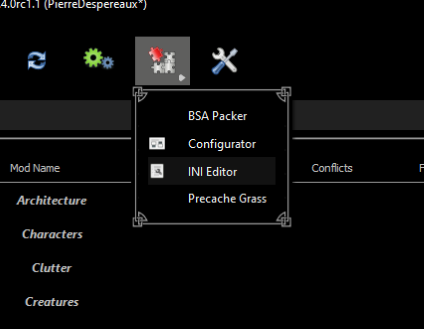 .4.0rc1.1 (PierreDespereaux*)
BSA Packer
Configurator
INI Editor
Precache Grass
Mod Name
Conflicts
F
Architecture
Characters
Clutter
Creatures